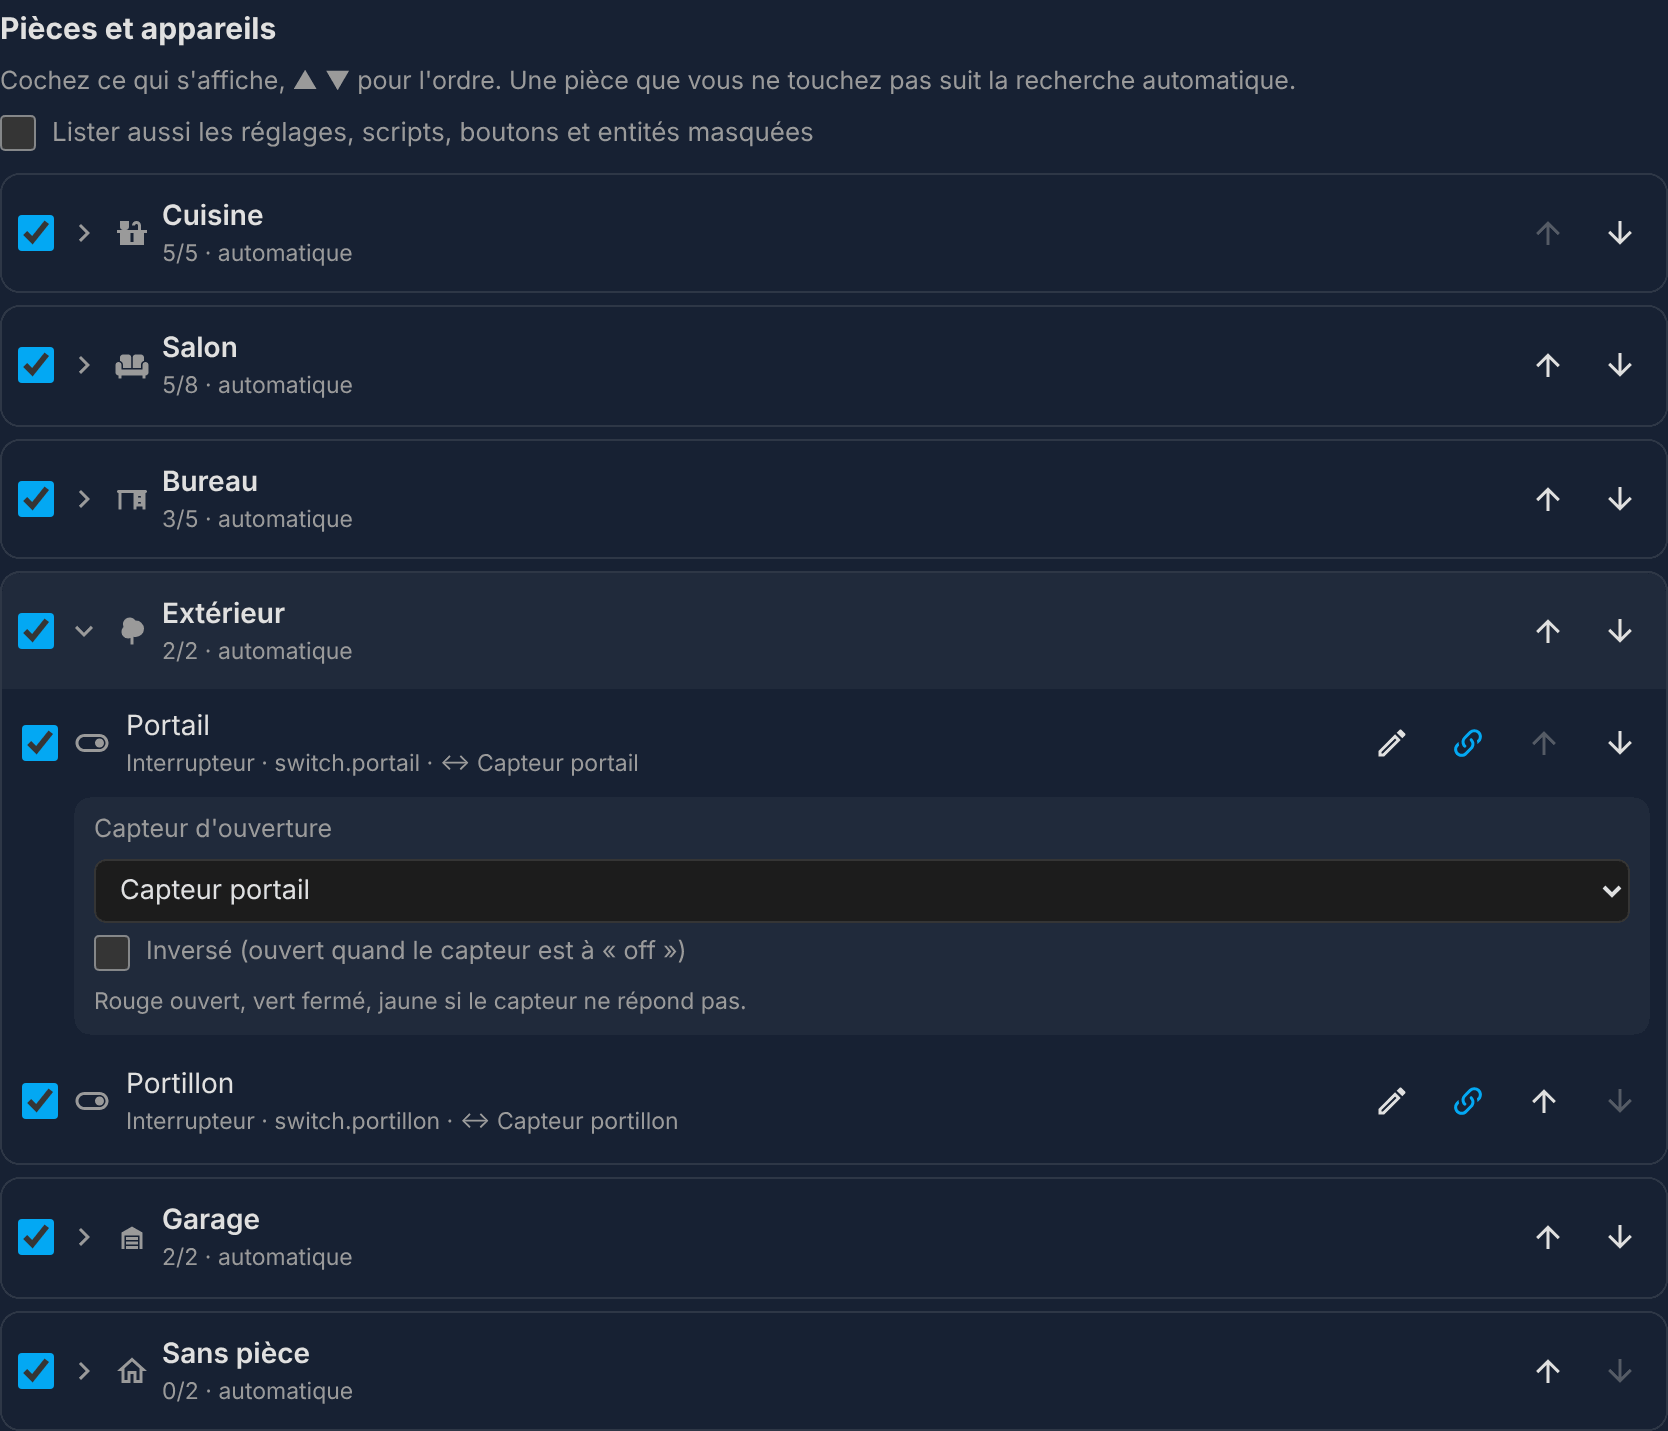 Pièces et appareils
Cochez ce qui s'affiche, ▲ ▼ pour l'ordre. Une pièce que vous ne touchez pas suit la recherche automatique.
Lister aussi les réglages, scripts, boutons et entités masquées
Cuisine
5/5 · automatique
Salon
5/8 · automatique
Bureau
3/5 · automatique
Extérieur
2/2 · automatique
Portail
Interrupteur · switch.portail · ↔ Capteur portail
Capteur d'ouverture
Capteur portail
Inversé (ouvert quand le capteur est à « off »)
Rouge ouvert, vert fermé, jaune si le capteur ne répond pas.
Portillon
Interrupteur · switch.portillon · ↔ Capteur portillon
Garage
2/2 · automatique
Sans pièce
0/2 · automatique